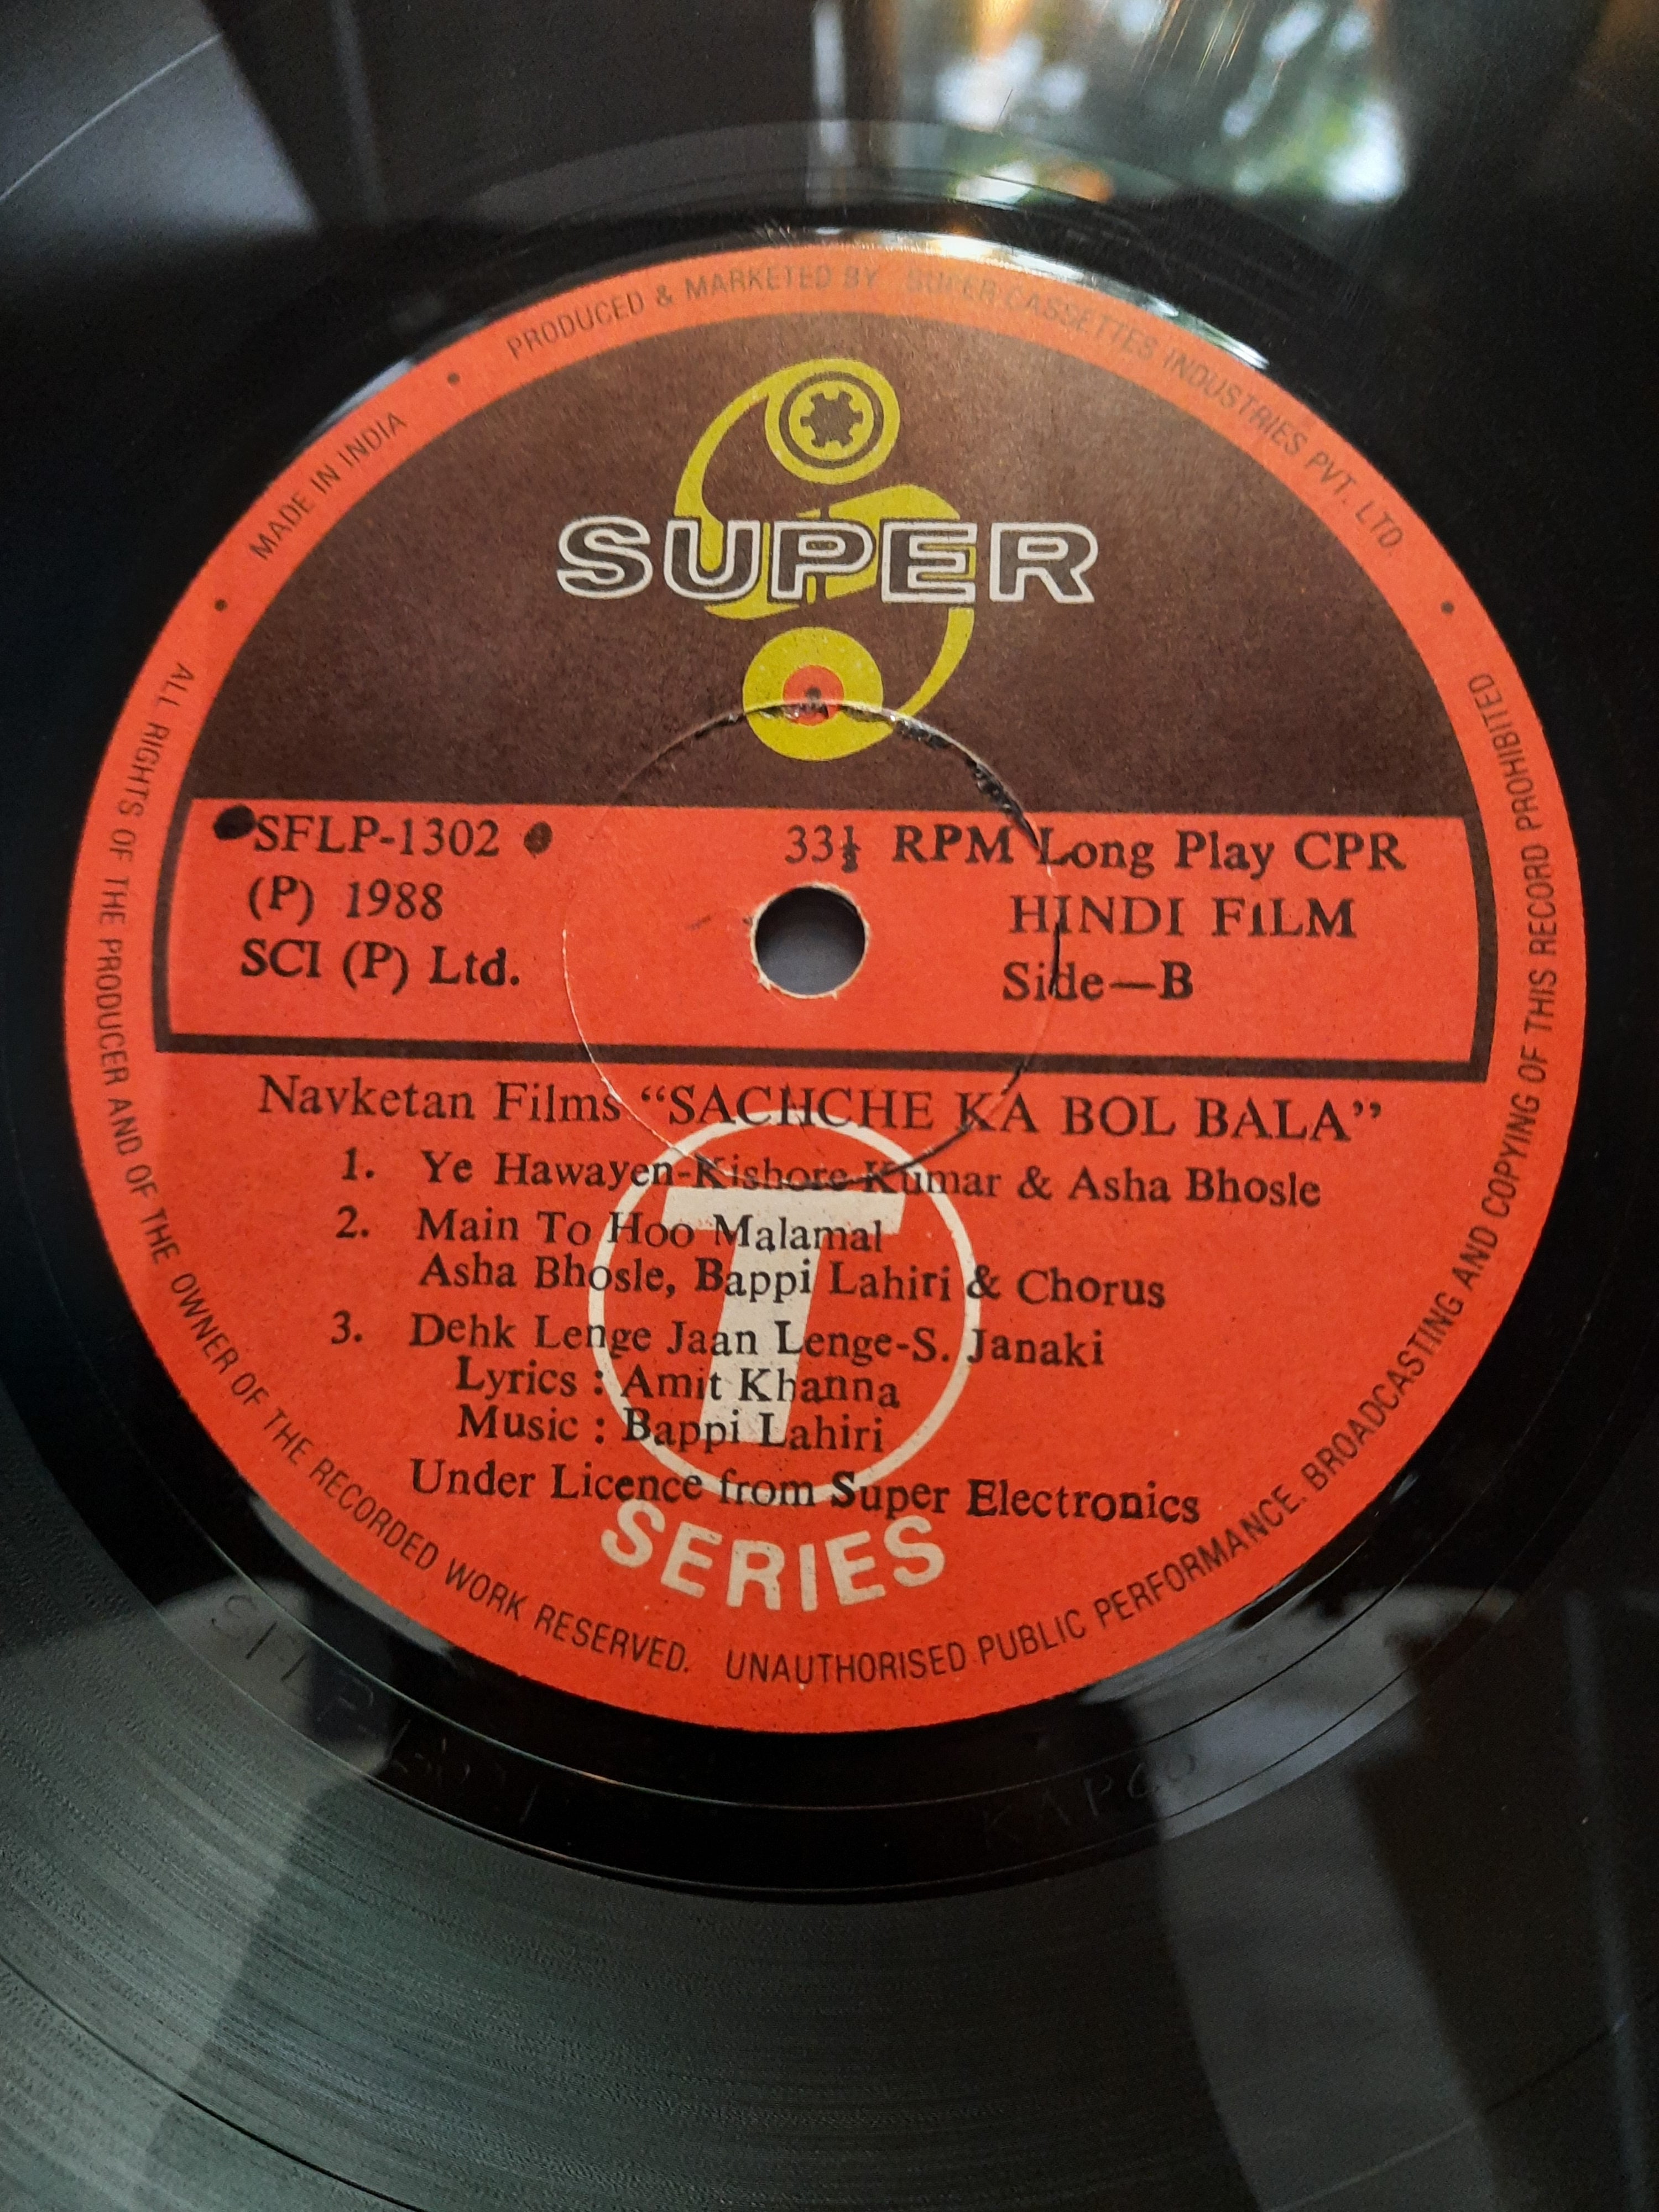 MADE IN INDIA • PRODUCED & MARKETED BY SUPER CASSETTES INDUSTRIES PVT. LTD. •
SUPER
SFLP-1302
(P) 1988
SCI (P) Ltd.
33⅓ RPM Long Play CPR
HINDI FiLM
Side—B
Navketan Films “SACHCHE KA BOL BALA”
1. Ye Hawayen-Kishore Kumar & Asha Bhosle
2. Main To Hoo Malamal
Asha Bhosle, Bappi Lahiri & Chorus
3. Dehk Lenge Jaan Lenge-S. Janaki
Lyrics : Amit Khanna
Music : Bappi Lahiri
Under Licence from Super Electronics
T
SERIES
ALL RIGHTS OF THE PRODUCER AND OF THE OWNER OF THE RECORDED WORK RESERVED. UNAUTHORISED PUBLIC PERFORMANCE. BROADCASTING AND COPYING OF THIS RECORD PROHIBITED